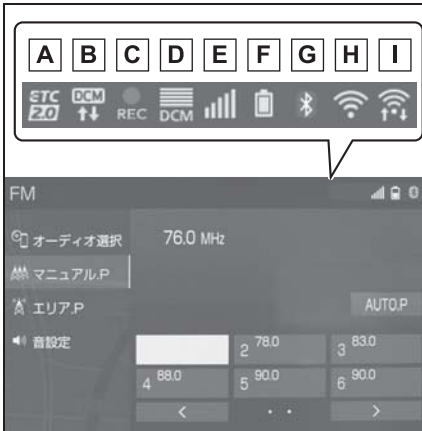 A B C D E F G H I
ETC 2.0
DCM
REC
DCM
FM
オーディオ選択
76.0 MHz
マニュアル.P
エリア.P
AUTO.P
音設定
2 78.0
3 83.0
4 88.0
5 90.0
6 90.0
< · · >